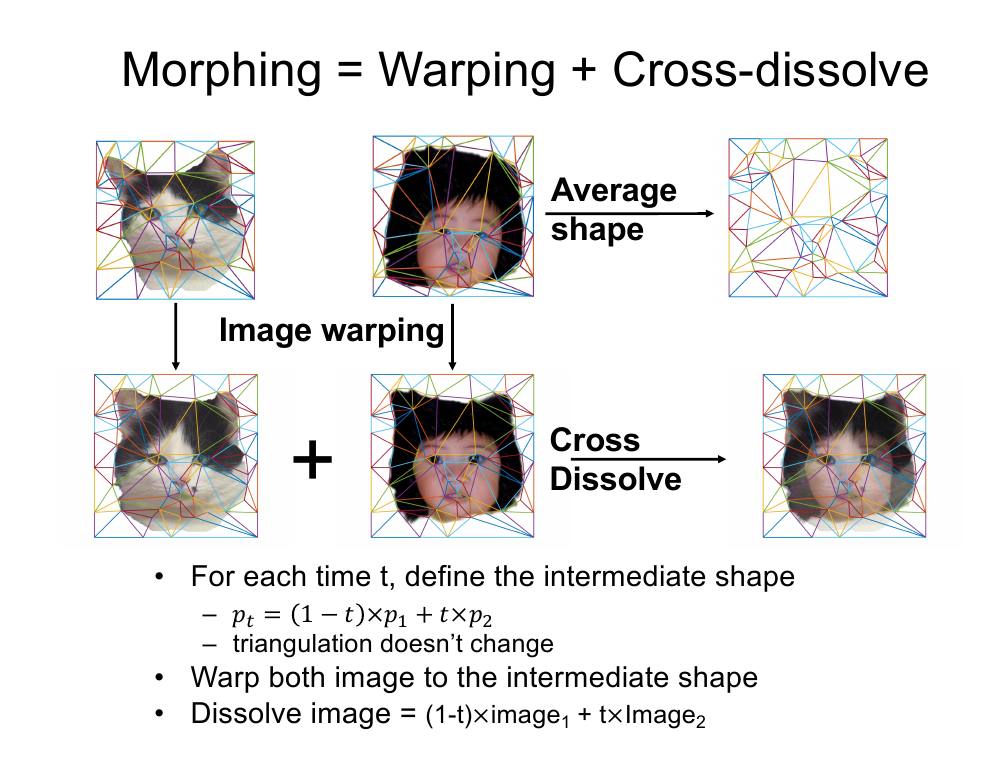 Morphing = Warping + Cross-dissolve
Average
shape
Image warping
+
Cross
Dissolve
• For each time t, define the intermediate shape
– 𝑝𝑡 = (1 − 𝑡)×𝑝1 + 𝑡×𝑝2
– triangulation doesn’t change
• Warp both image to the intermediate shape
• Dissolve image = (1-t)×image₁ + t×Image₂